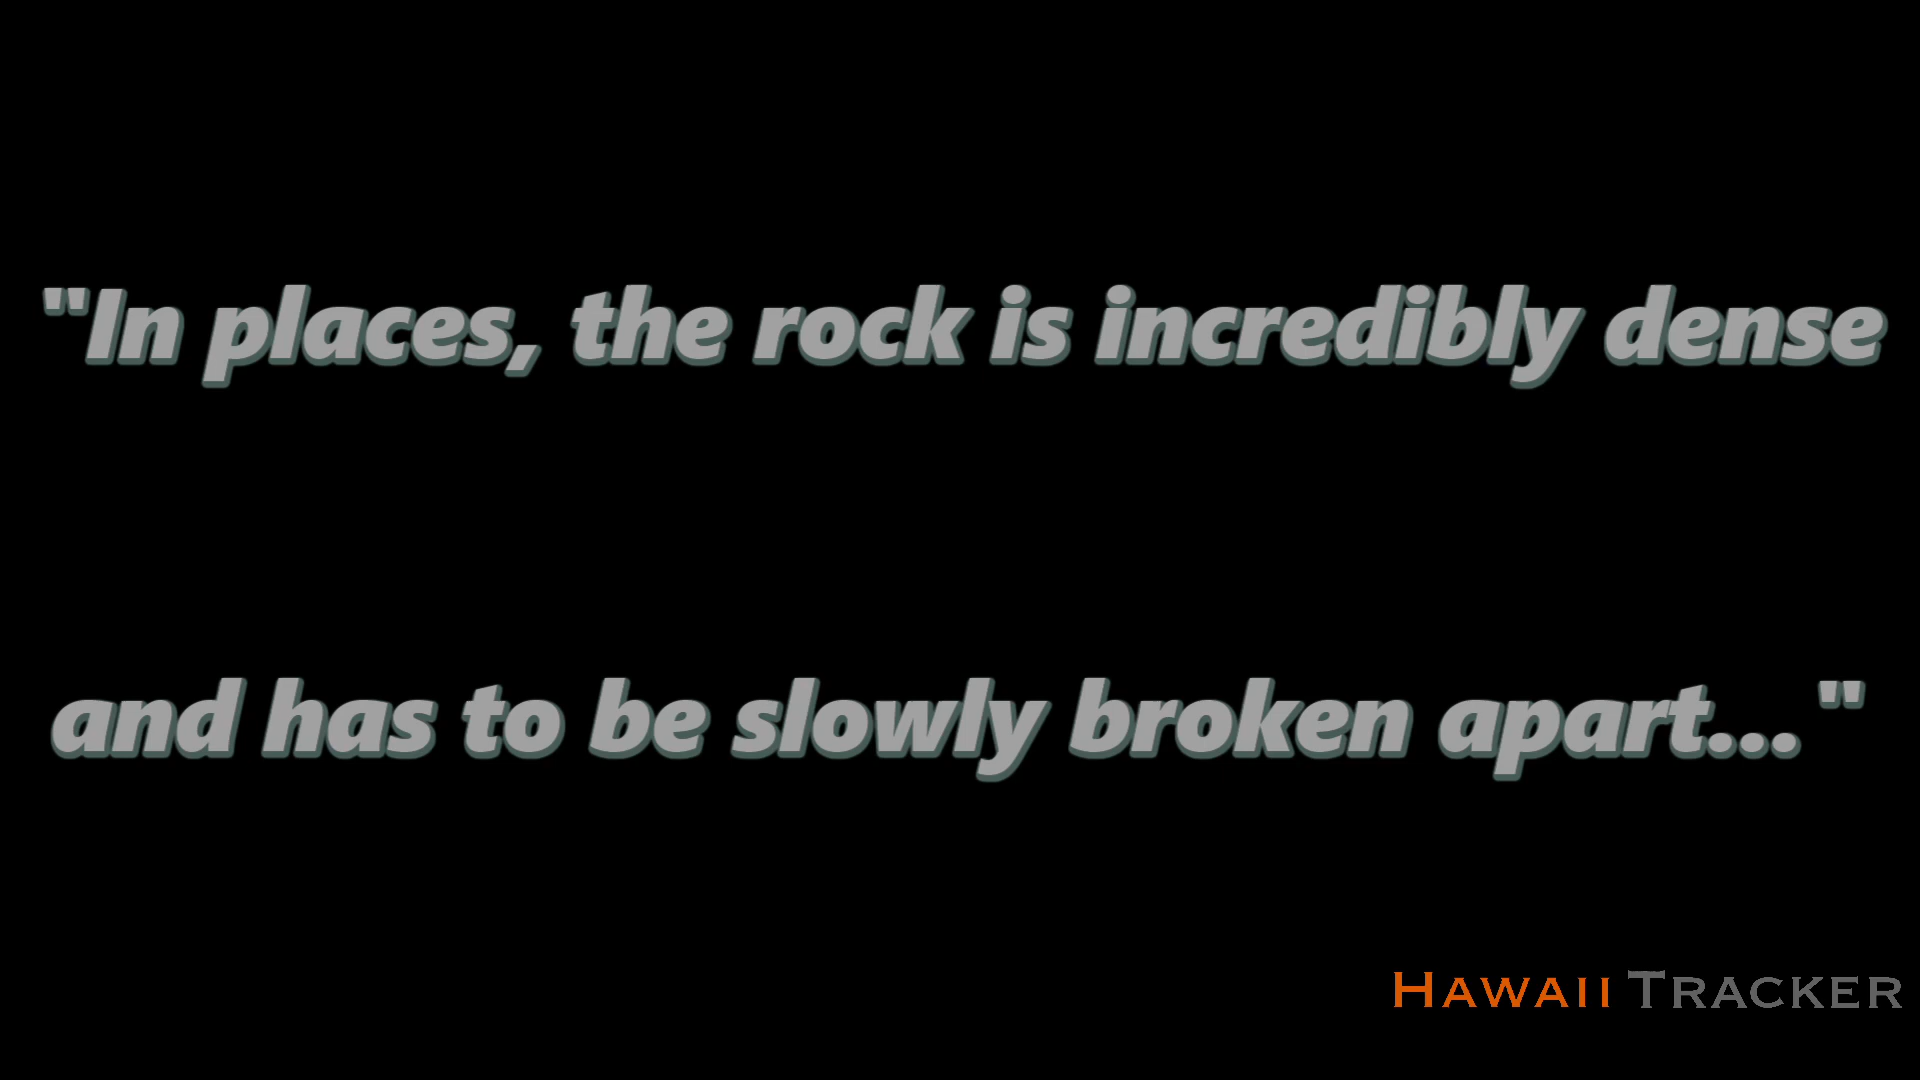 "In places, the rock is incredibly dense
and has to be slowly broken apart..."
HAWAII TRACKER